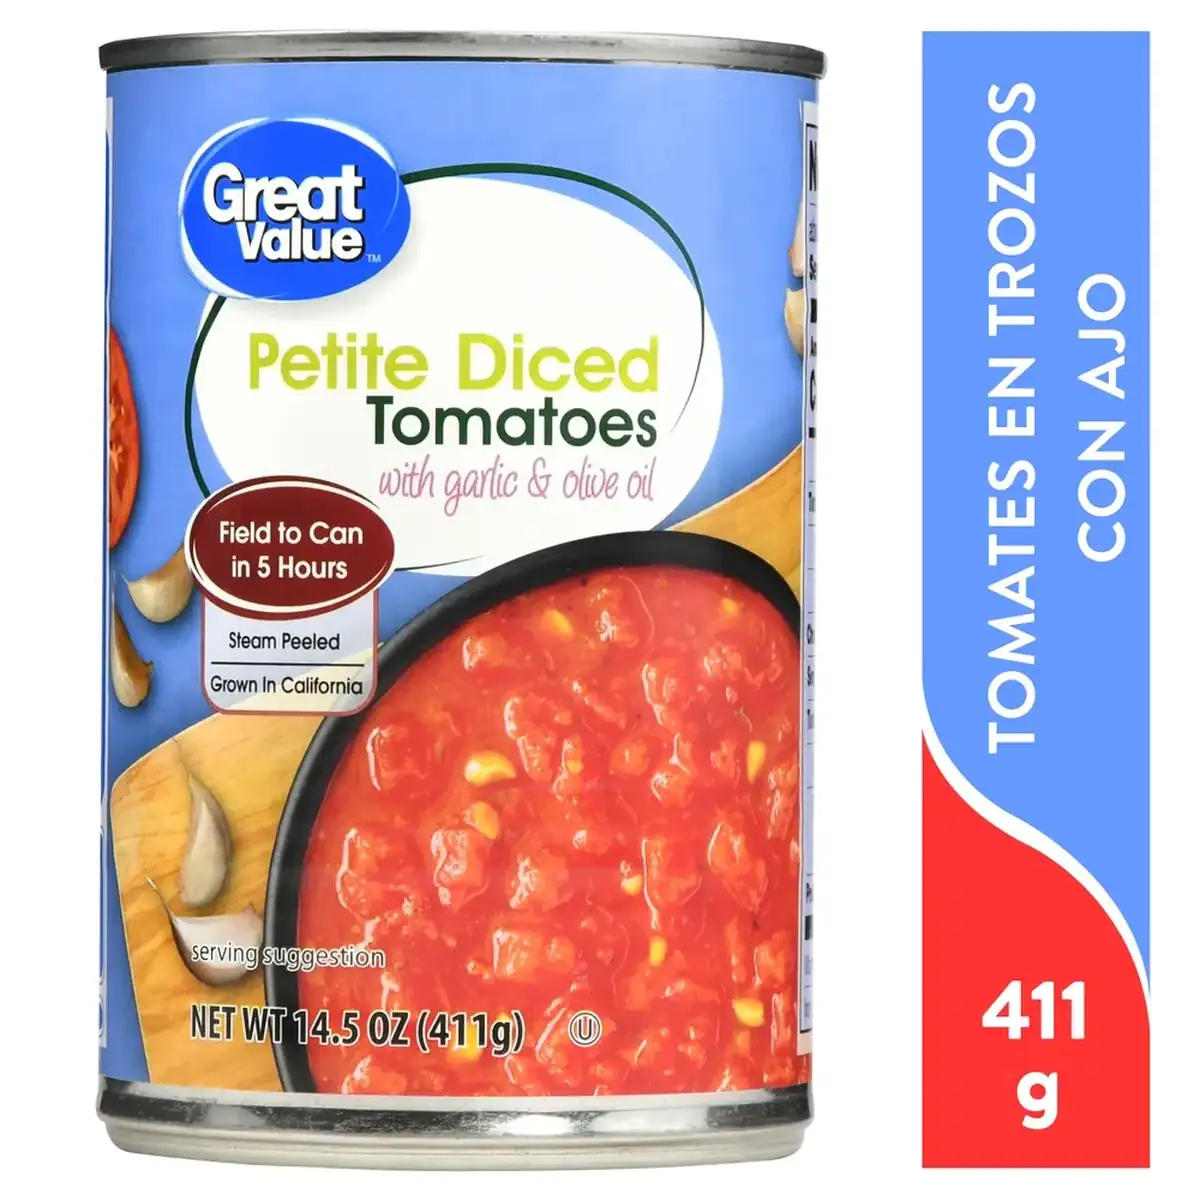 Great
Value
™
Petite Diced
Tomatoes
with garlic & olive oil
Field to Can
in 5 Hours
Steam Peeled
Grown In California
serving suggestion
NET WT 14.5 OZ (411g)
U
TOMATES EN TROZOS
CON AJO
411
g